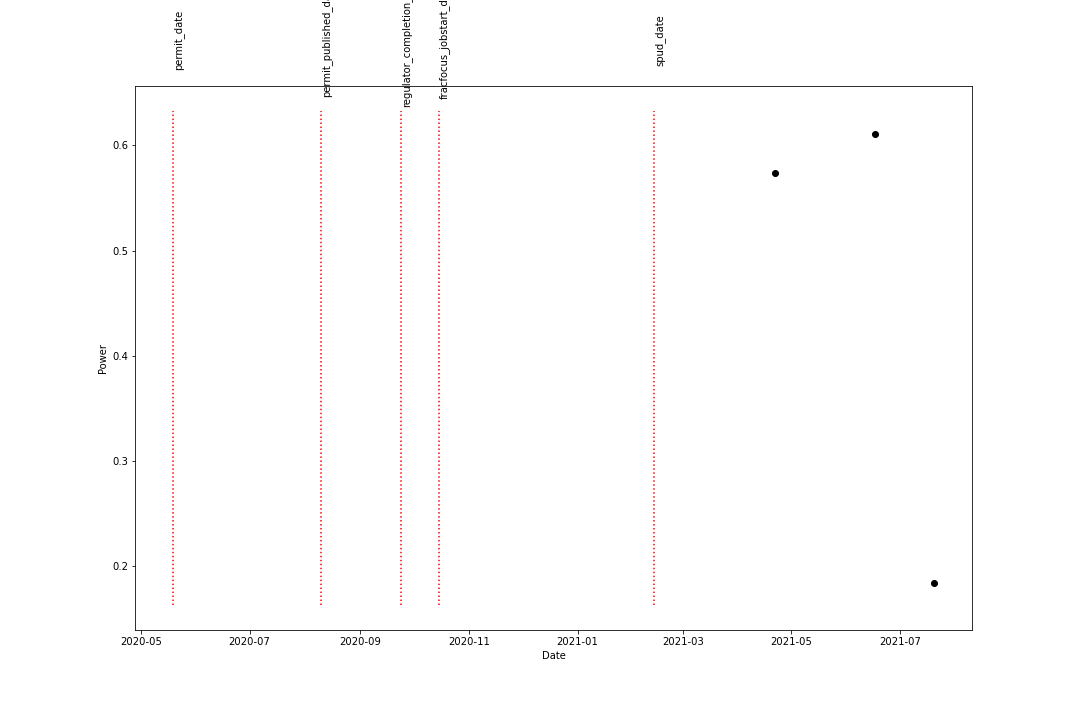 permit_date
permit_published_da
regulator_completion_
fracfocus_jobstart_d
spud_date
0.6
0.5
0.4
0.3
0.2
Power
2020-05
2020-07
2020-09
2020-11
2021-01
2021-03
2021-05
2021-07
Date